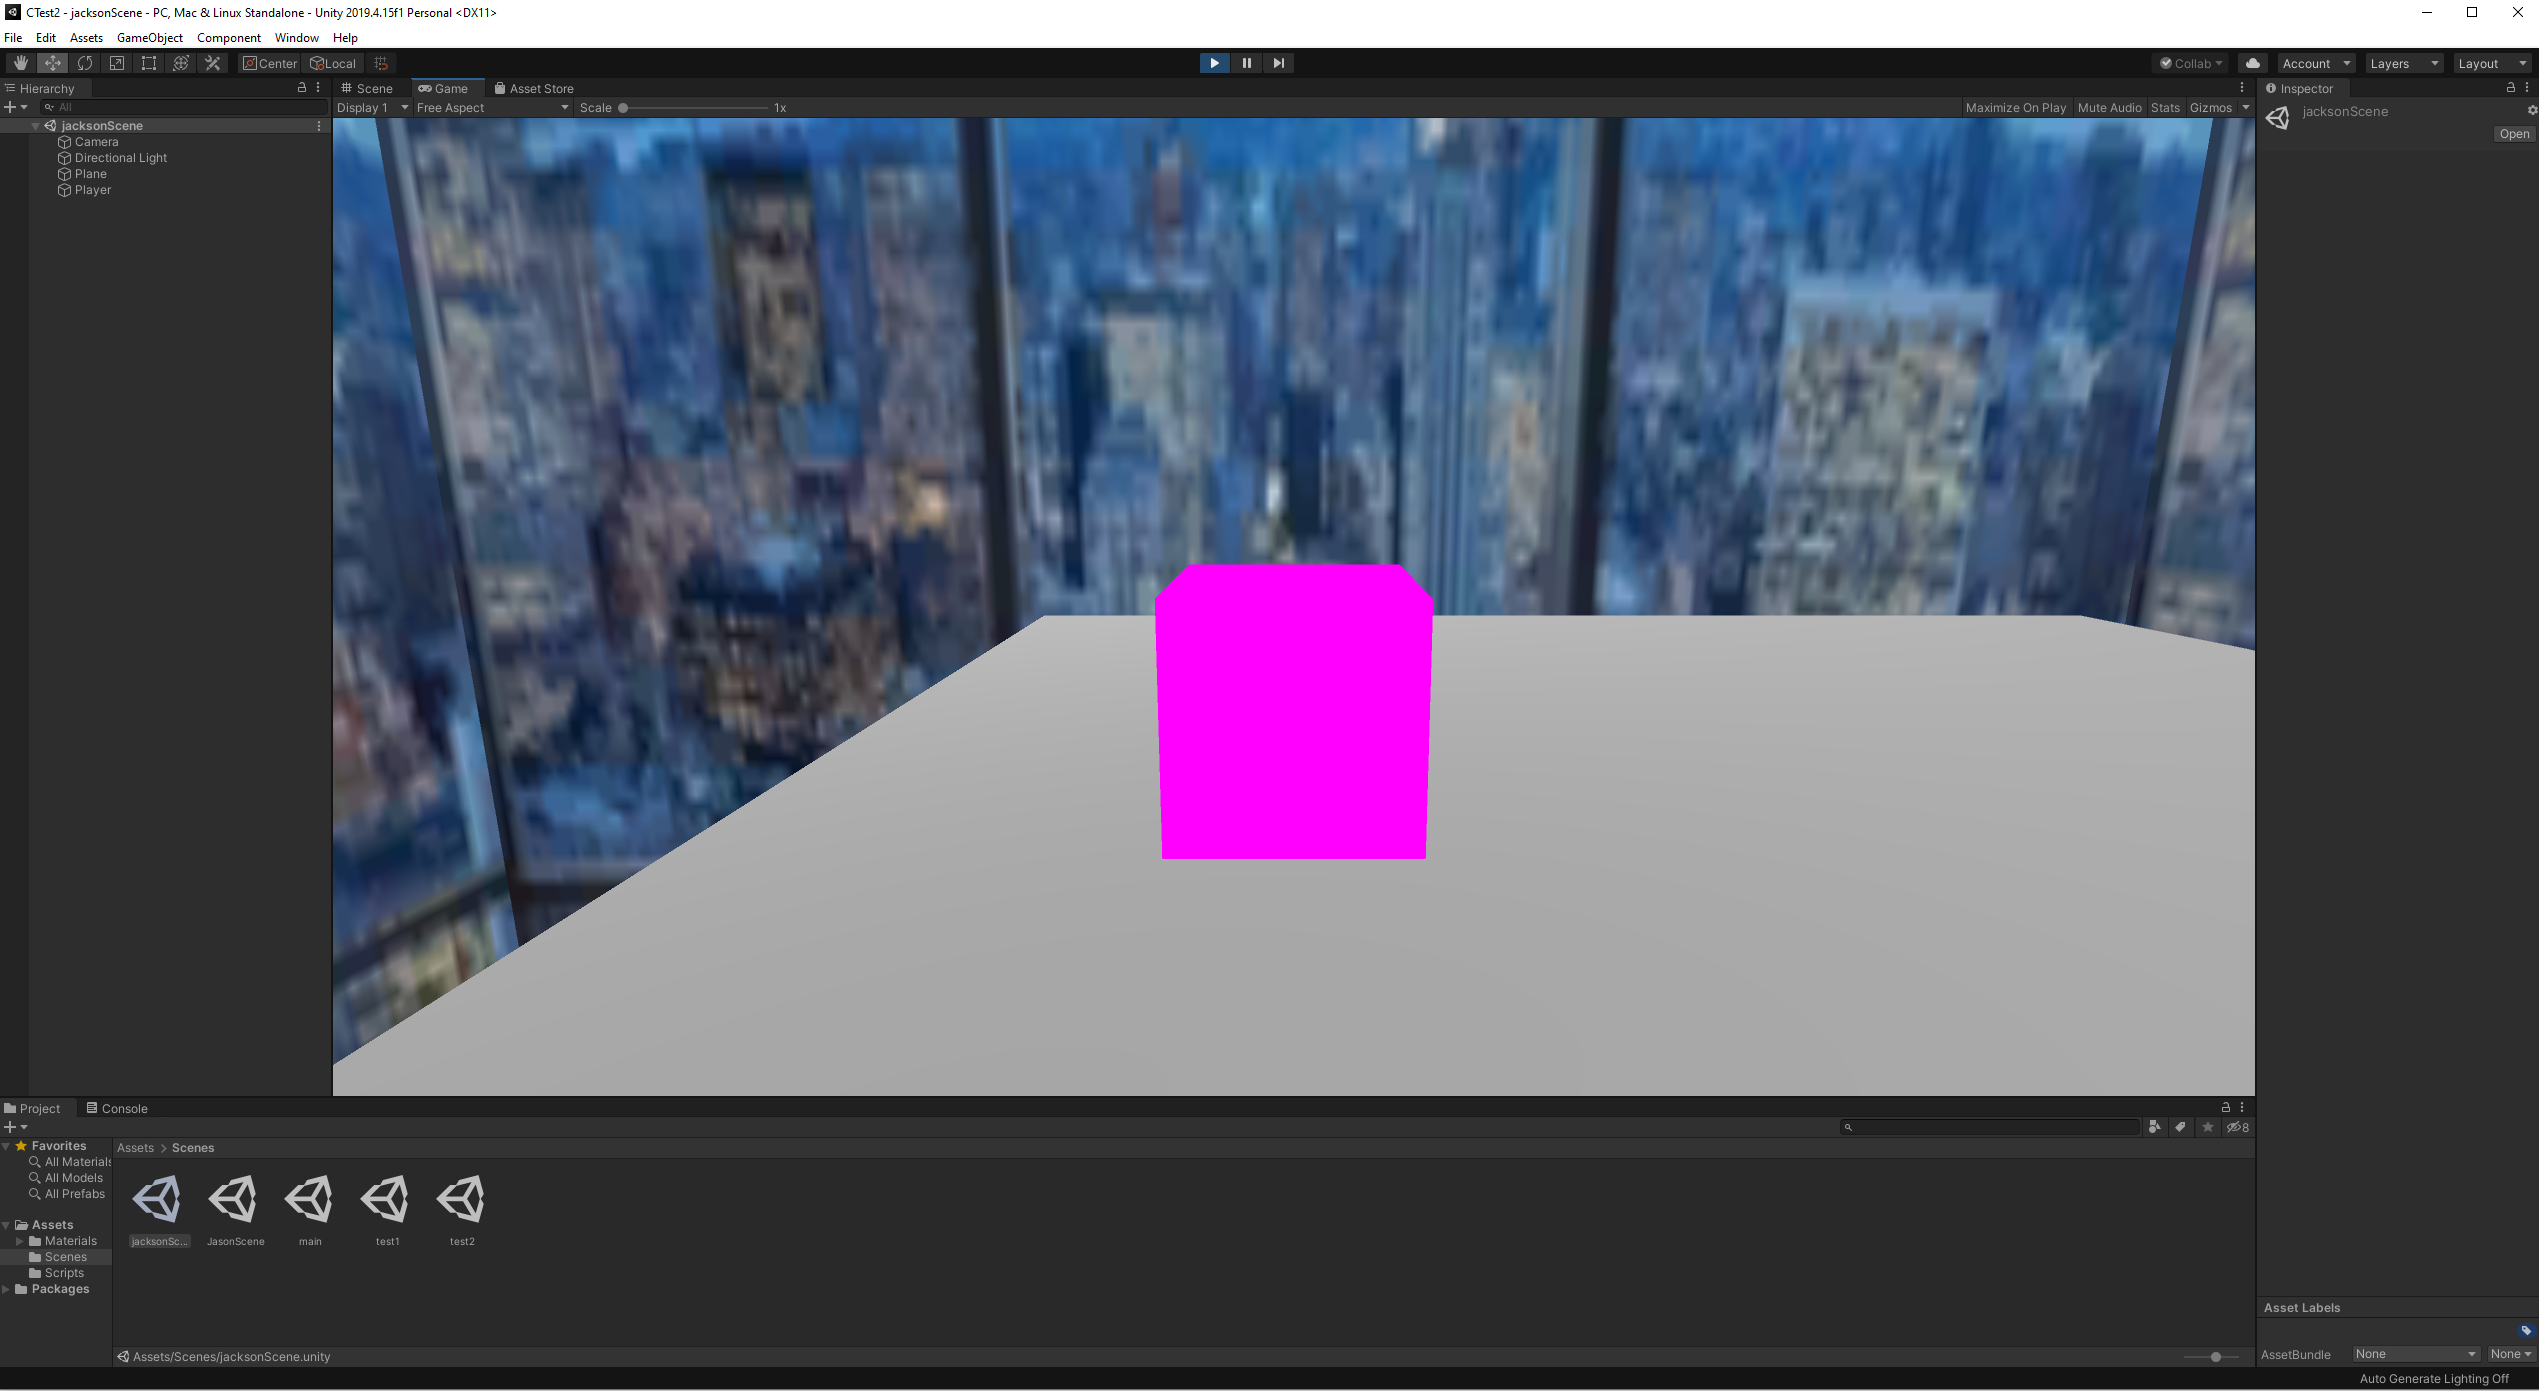 CTest2 - jacksonScene - PC, Mac & Linux Standalone - Unity 2019.4.15f1 Personal <DX11>
File Edit Assets GameObject Component Window Help
Center Local Collab Account Layers Layout
Hierarchy
All
jacksonScene
Camera
Directional Light
Plane
Player
Scene Game Asset Store
Display 1 Free Aspect Scale 1x Maximize On Play Mute Audio Stats Gizmos
Inspector
jacksonScene
Open
Project Console
8
Favorites
All Materials
All Models
All Prefabs
Assets
Materials
Scenes
Scripts
Packages
Assets > Scenes
jacksonSc... JasonScene main test1 test2
Assets/Scenes/jacksonScene.unity
Asset Labels
AssetBundle None None
Auto Generate Lighting Off